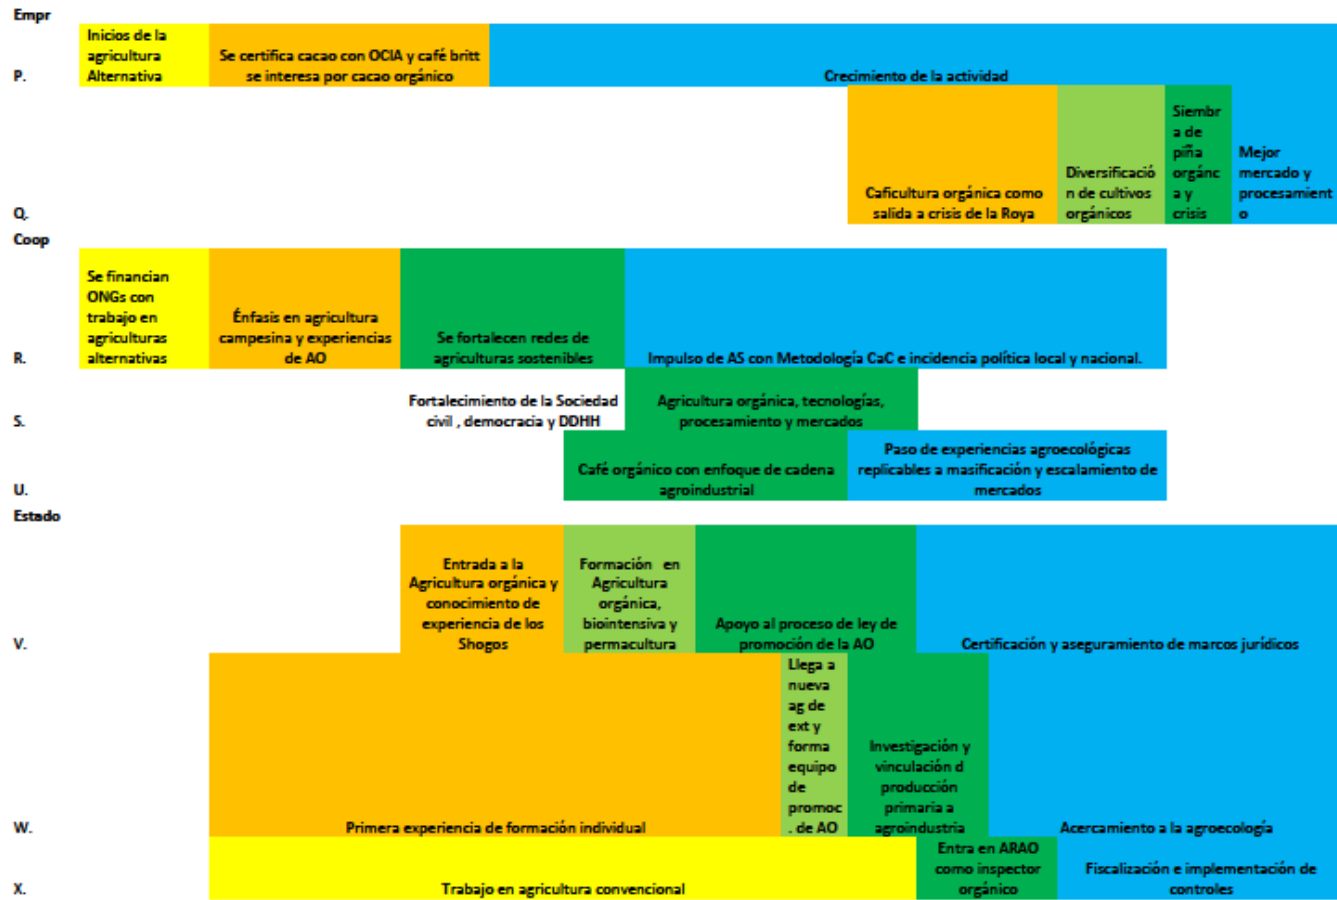 Empr
Inicios de la
agricultura
Alternativa
Se certifica cacao con OCIA y café britt
se interesa por cacao orgánico
Crecimiento de la actividad
P.
Caficultura orgánica como
salida a crisis de la Roya
Diversificació
n de cultivos
orgánicos
Siembr
a de
piña
orgánc
a y
crisis
Mejor
mercado y
procesamient
o
Q.
Coop
Se financian
ONGs con
trabajo en
agriculturas
alternativas
Énfasis en agricultura
campesina y experiencias
de AO
Se fortalecen redes de
agriculturas sostenibles
Impulso de AS con Metodología CaC e incidencia política local y nacional.
R.
Fortalecimiento de la Sociedad
civil , democracia y DDHH
Agricultura orgánica, tecnologías,
procesamiento y mercados
S.
Café orgánico con enfoque de cadena
agroindustrial
Paso de experiencias agroecológicas
replicables a masificación y escalamiento de
mercados
U.
Estado
Entrada a la
Agricultura orgánica y
conocimiento de
experiencia de los
Shogos
Formación en
Agricultura
orgánica,
biointensiva y
permacultura
Apoyo al proceso de ley de
promoción de la AO
Certificación y aseguramiento de marcos jurídicos
V.
Primera experiencia de formación individual
Llega a
nueva
ag de
ext y
forma
equipo
de
promoc
. de AO
Investigación y
vinculación d
producción
primaria a
agroindustria
Acercamiento a la agroecología
W.
Trabajo en agricultura convencional
Entra en ARAO
como inspector
orgánico
Fiscalización e implementación de
controles
X.